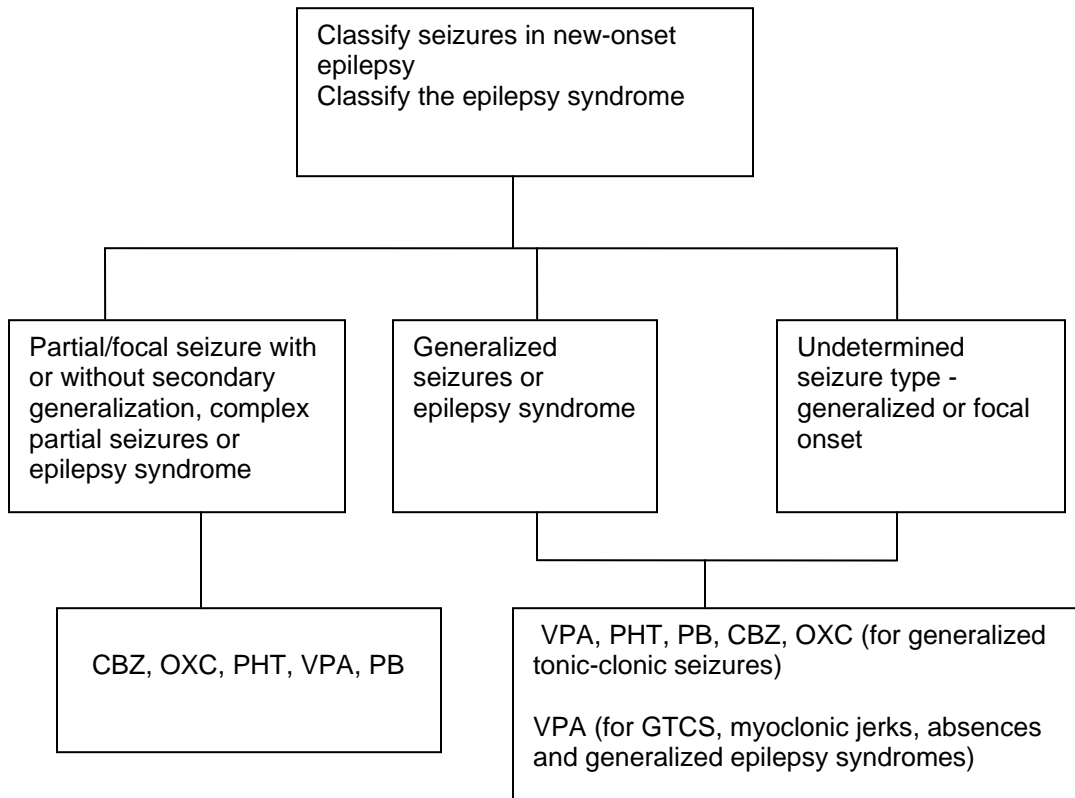 Classify seizures in new-onset
epilepsy
Classify the epilepsy syndrome
Partial/focal seizure with
or without secondary
generalization, complex
partial seizures or
epilepsy syndrome
Generalized
seizures or
epilepsy syndrome
Undetermined
seizure type -
generalized or focal
onset
CBZ, OXC, PHT, VPA, PB
VPA, PHT, PB, CBZ, OXC (for generalized
tonic-clonic seizures)
VPA (for GTCS, myoclonic jerks, absences
and generalized epilepsy syndromes)